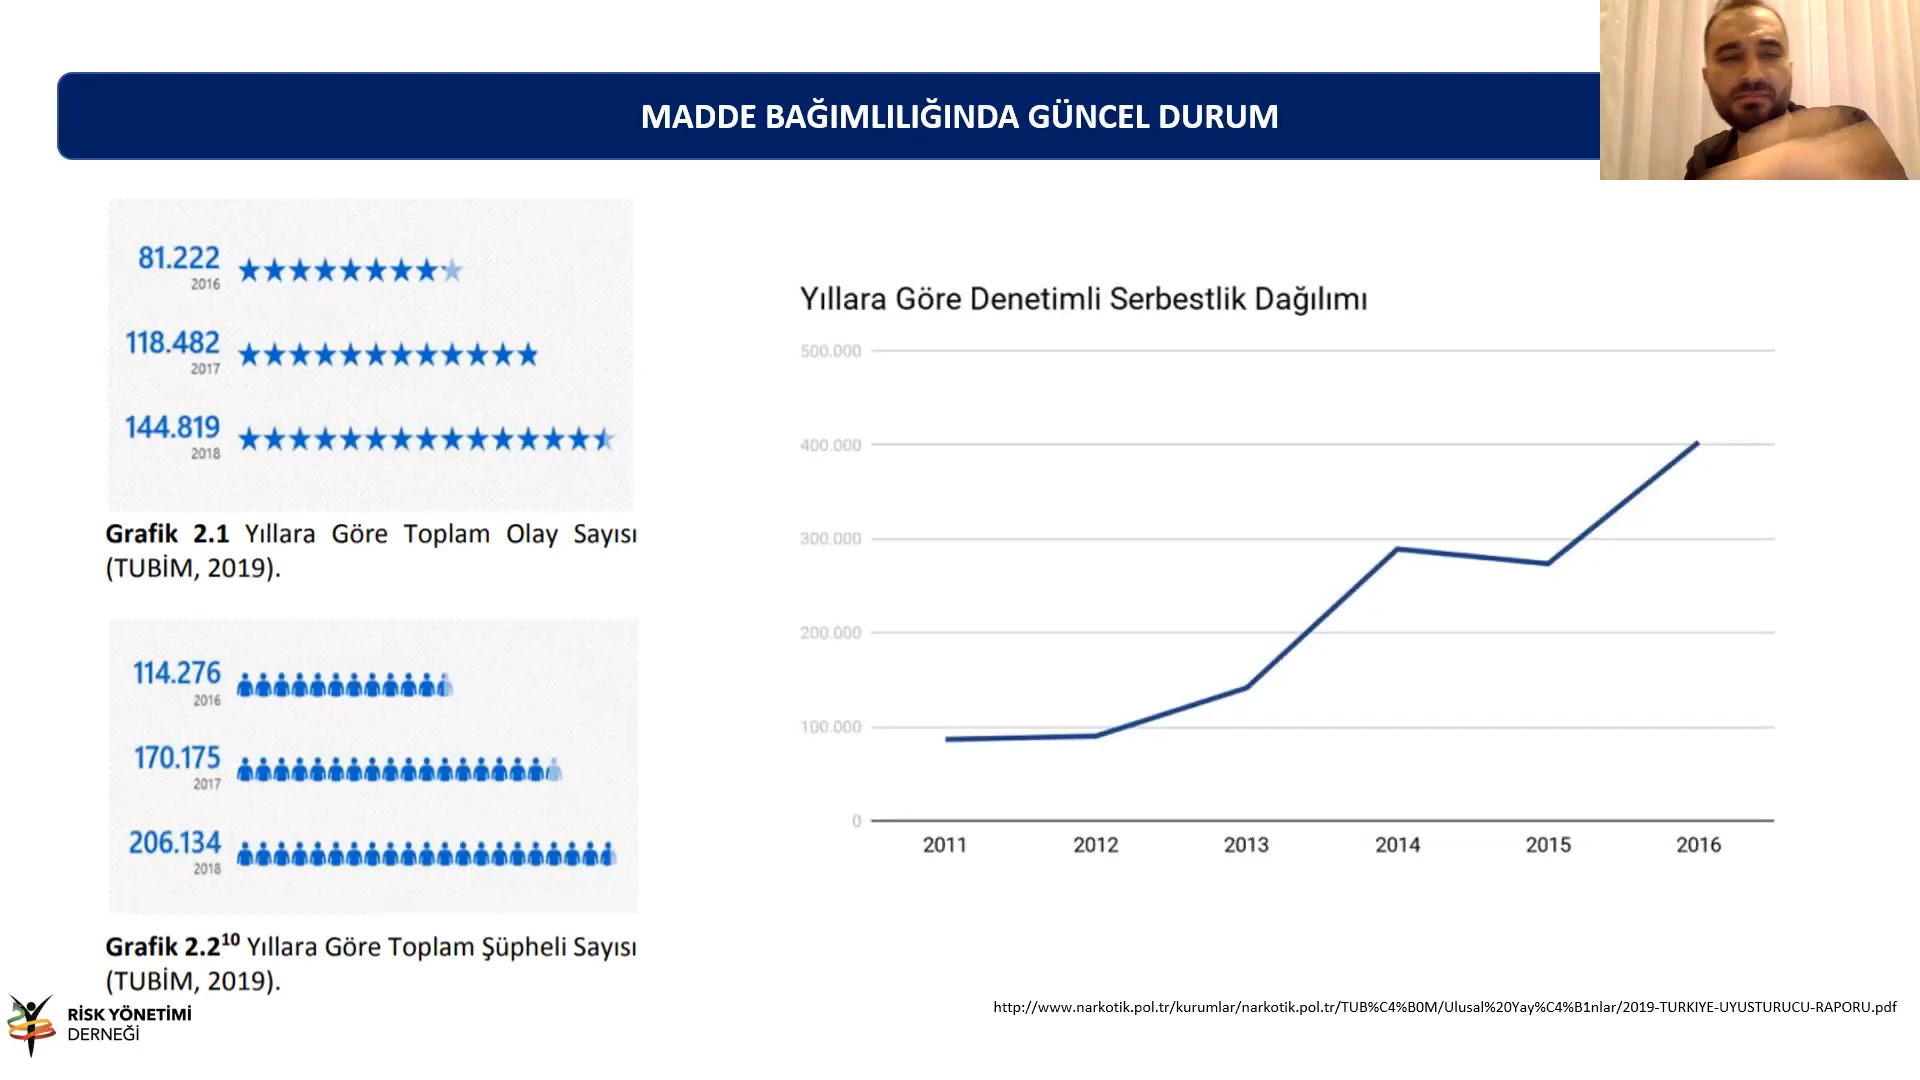 MADDE BAĞIMLILIĞINDA GÜNCEL DURUM
81.222
2016
118.482
2017
144.819
2018
Grafik 2.1 Yıllara Göre Toplam Olay Sayısı
(TUBİM, 2019).
114.276
2016
170.175
2017
206.134
2018
Grafik 2.2¹⁰ Yıllara Göre Toplam Şüpheli Sayısı
(TUBİM, 2019).
Yıllara Göre Denetimli Serbestlik Dağılımı
500.000
400.000
300.000
200.000
100.000
0
2011 2012 2013 2014 2015 2016
http://www.narkotik.pol.tr/kurumlar/narkotik.pol.tr/TUB%C4%B0M/Ulusal%20Yay%C4%B1nlar/2019-TURKIYE-UYUSTURUCU-RAPORU.pdf
RİSK YÖNETİMİ
DERNEĞİ